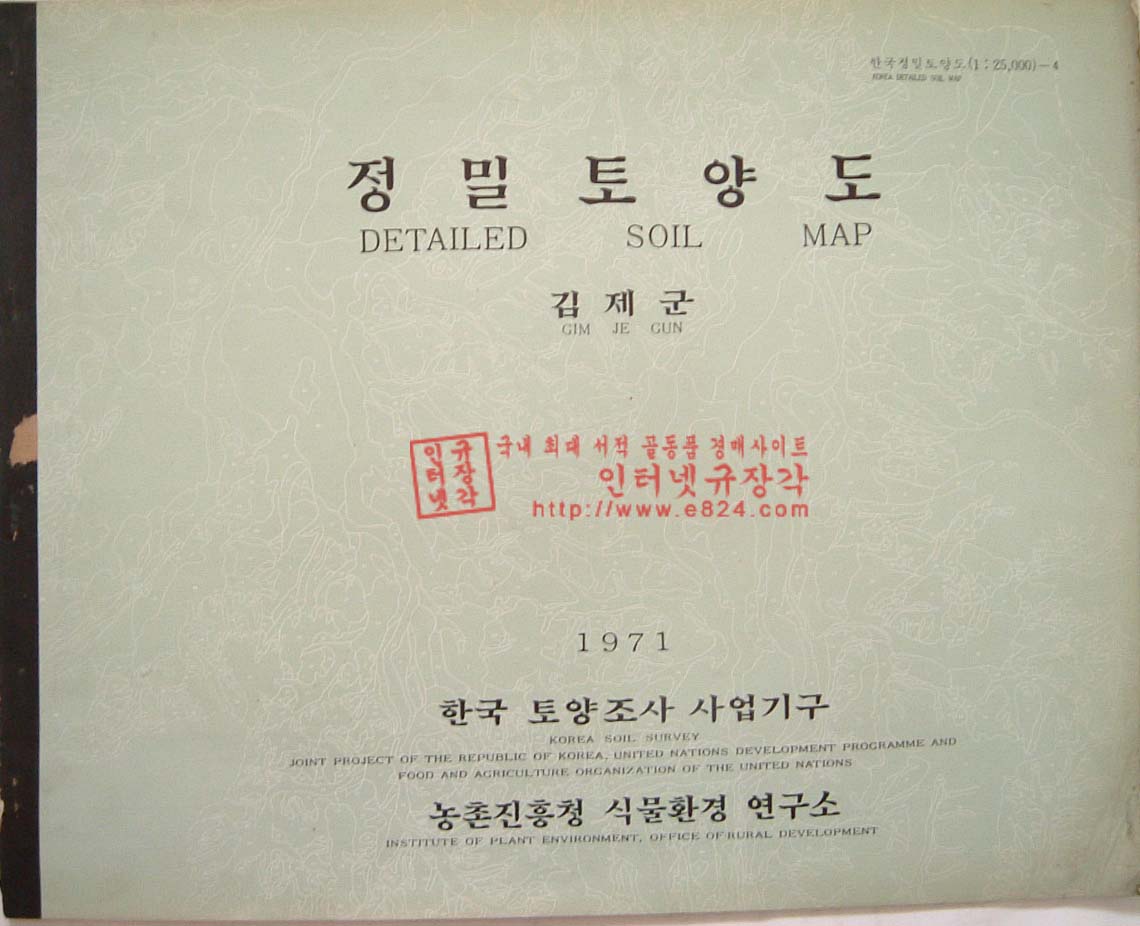 한국정밀토양도(1:25,000)-4
KOREA DETAILED SOIL MAP
정 밀 토 양 도
DETAILED SOIL MAP
김 제 군
GIM JE GUN
인터넷 규장각
국내 최대 서적 골동품 경매사이트
인터넷규장각
http://www.e824.com
1971
한국 토양조사 사업기구
KOREA SOIL SURVEY
JOINT PROJECT OF THE REPUBLIC OF KOREA, UNITED NATIONS DEVELOPMENT PROGRAMME AND
FOOD AND AGRICULTURE ORGANIZATION OF THE UNITED NATIONS
농촌진흥청 식물환경 연구소
INSTITUTE OF PLANT ENVIRONMENT, OFFICE OF RURAL DEVELOPMENT